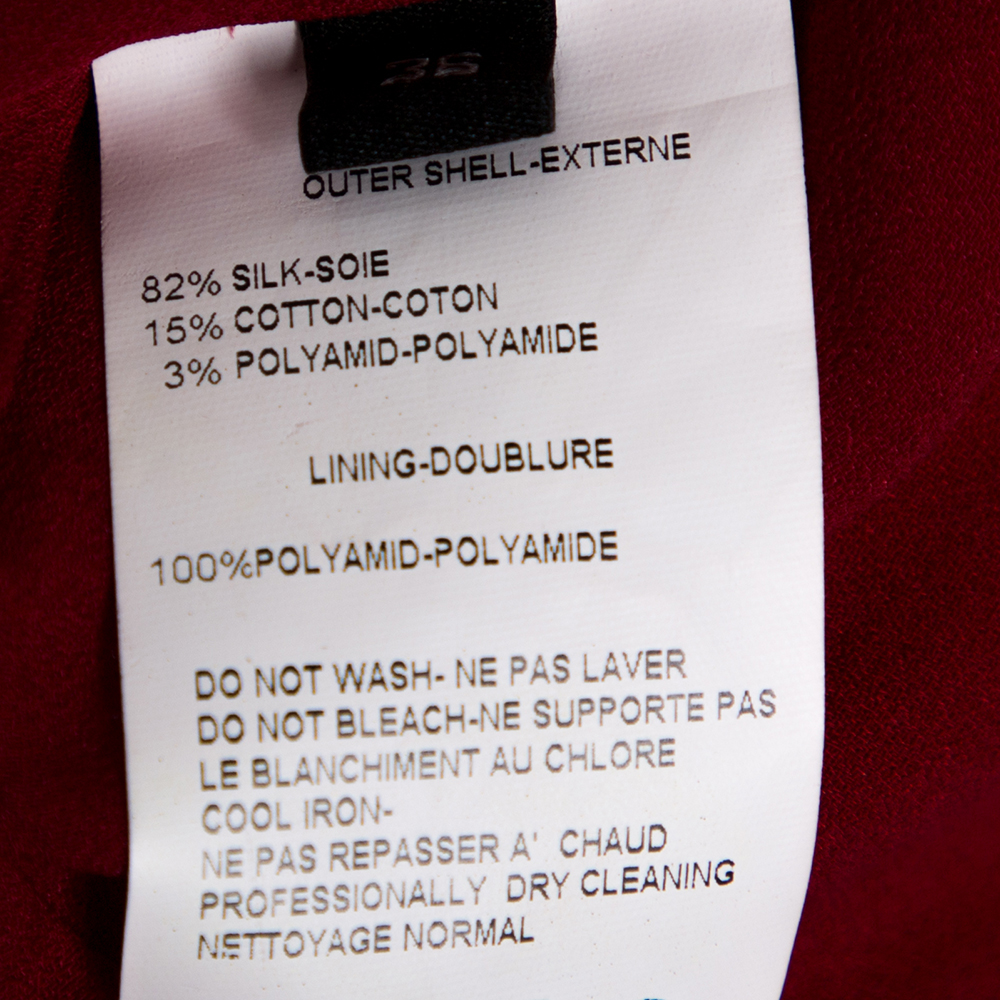 36
OUTER SHELL-EXTERNE
82% SILK-SOIE
15% COTTON-COTON
3% POLYAMID-POLYAMIDE
LINING-DOUBLURE
100%POLYAMID-POLYAMIDE
DO NOT WASH- NE PAS LAVER
DO NOT BLEACH-NE SUPPORTE PAS
LE BLANCHIMENT AU CHLORE
COOL IRON-
NE PAS REPASSER A' CHAUD
PROFESSIONALLY DRY CLEANING
NETTOYAGE NORMAL